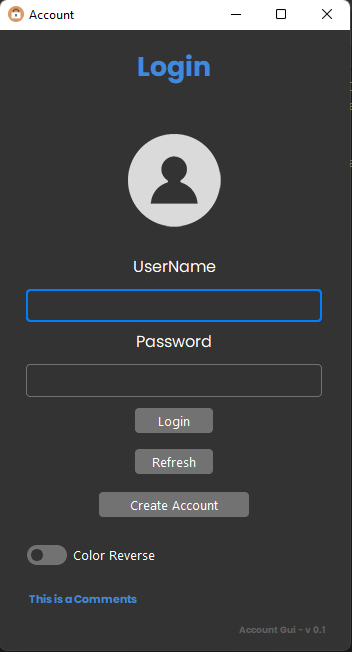 Account
Login
UserName
Password
Login
Refresh
Create Account
Color Reverse
This is a Comments
Account Gui - v 0.1